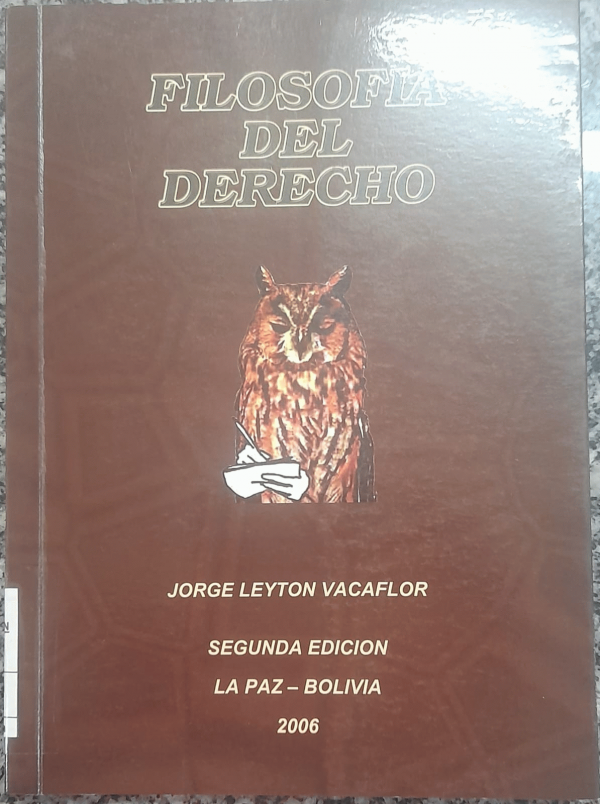 FILOSOFIA
DEL
DERECHO
JORGE LEYTON VACAFLOR
SEGUNDA EDICION
LA PAZ – BOLIVIA
2006